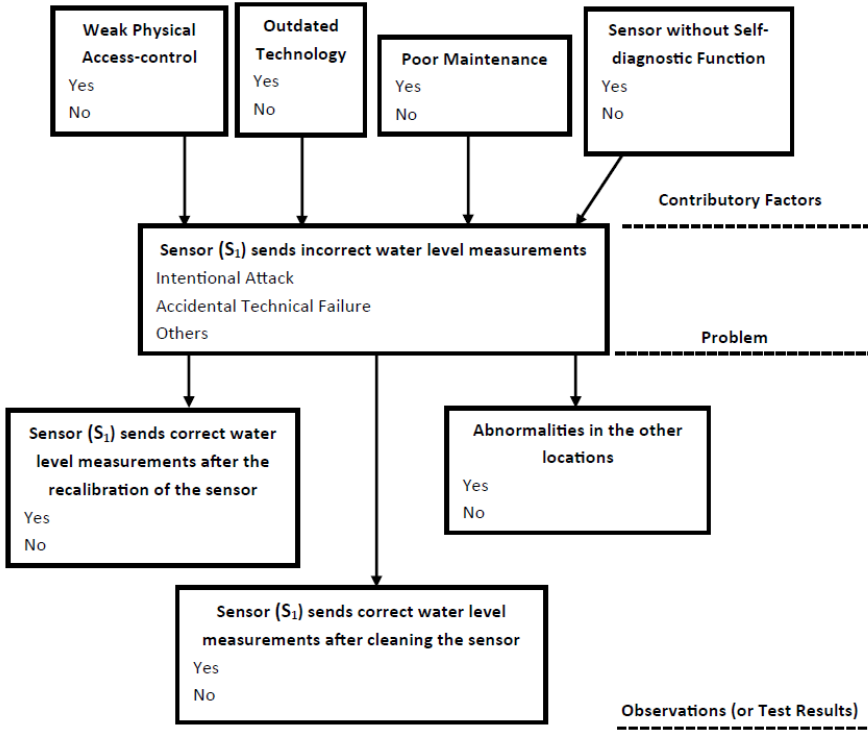 Weak Physical
Access-control
Yes
No
Outdated
Technology
Yes
No
Poor Maintenance
Yes
No
Sensor without Self-
diagnostic Function
Yes
No
Contributory Factors
Sensor (S₁) sends incorrect water level measurements
Intentional Attack
Accidental Technical Failure
Others
Problem
Sensor (S₁) sends correct water
level measurements after the
recalibration of the sensor
Yes
No
Abnormalities in the other
locations
Yes
No
Sensor (S₁) sends correct water level
measurements after cleaning the sensor
Yes
No
Observations (or Test Results)